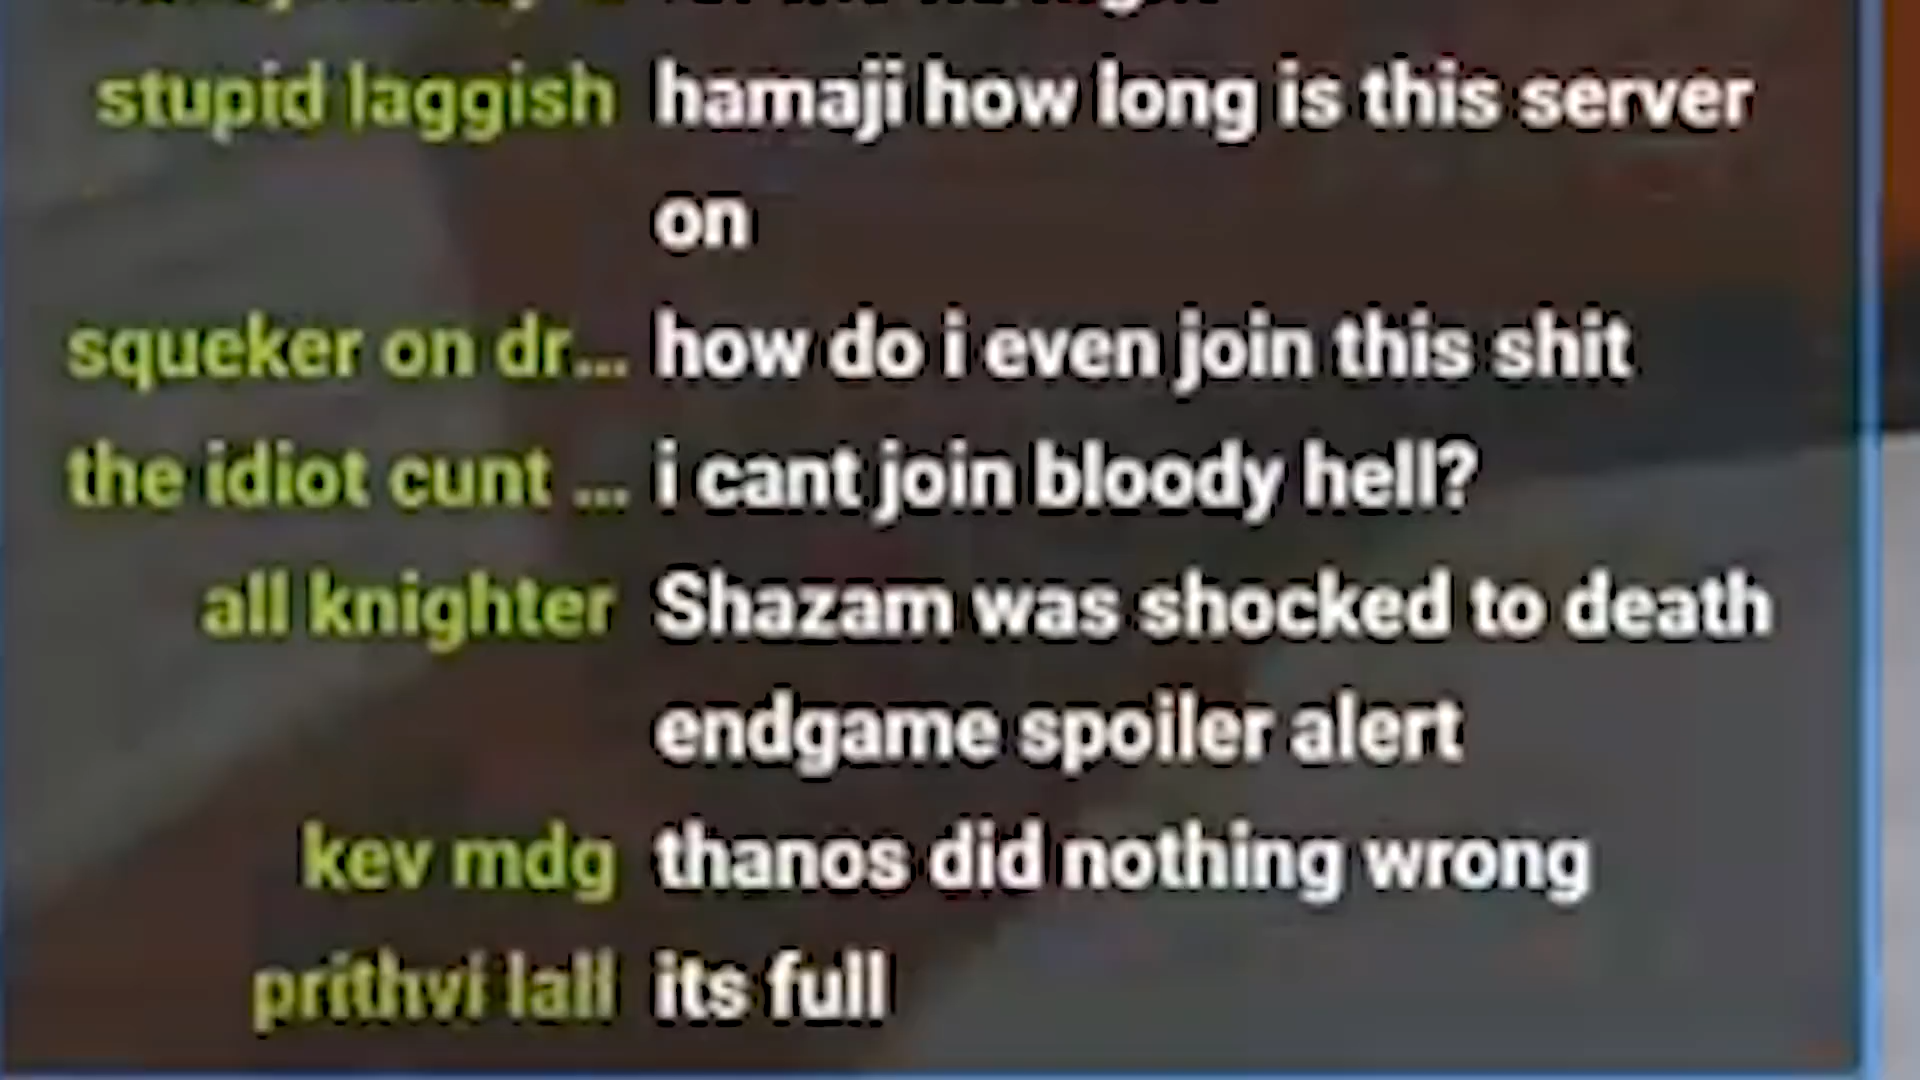 stupid laggish hamaji how long is this server
on
squeker on dr... how do i even join this shit
the idiot cunt ... i cant join bloody hell?
all knighter Shazam was shocked to death
endgame spoiler alert
kev mdg thanos did nothing wrong
prithvi lall its full